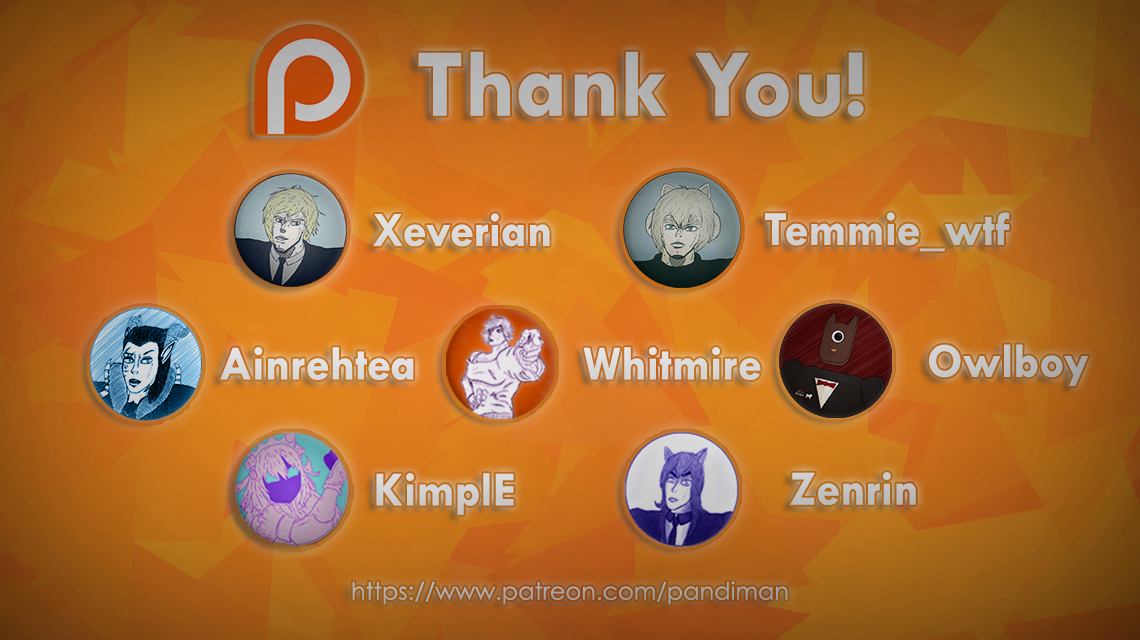 Thank You!
Xeverian
Temmie_wtf
Ainrehtea
Whitmire
Owlboy
KimplE
Zenrin
https://www.patreon.com/pandiman